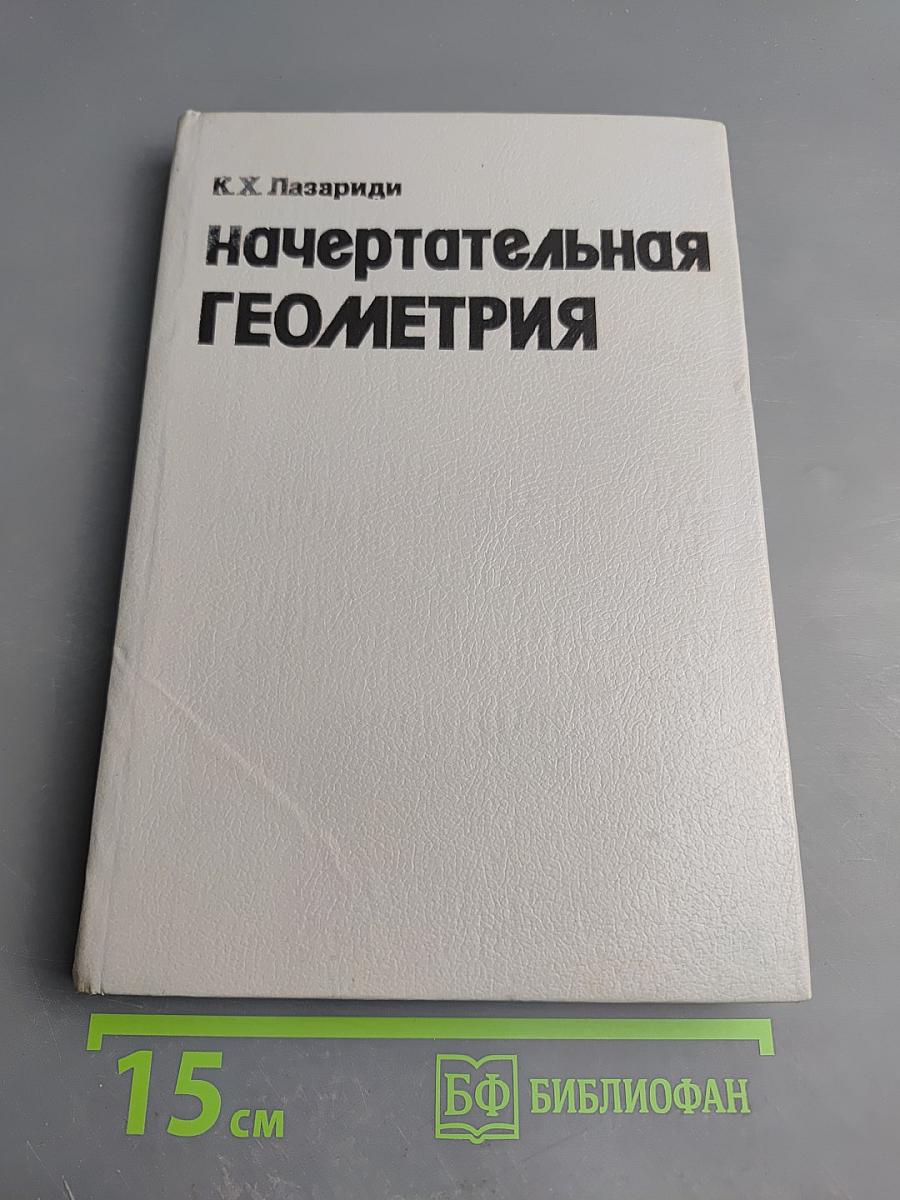 К.Х. Лазариди
Начертательная
ГЕОМЕТРИЯ
15 см
БФ БИБЛИОФАН